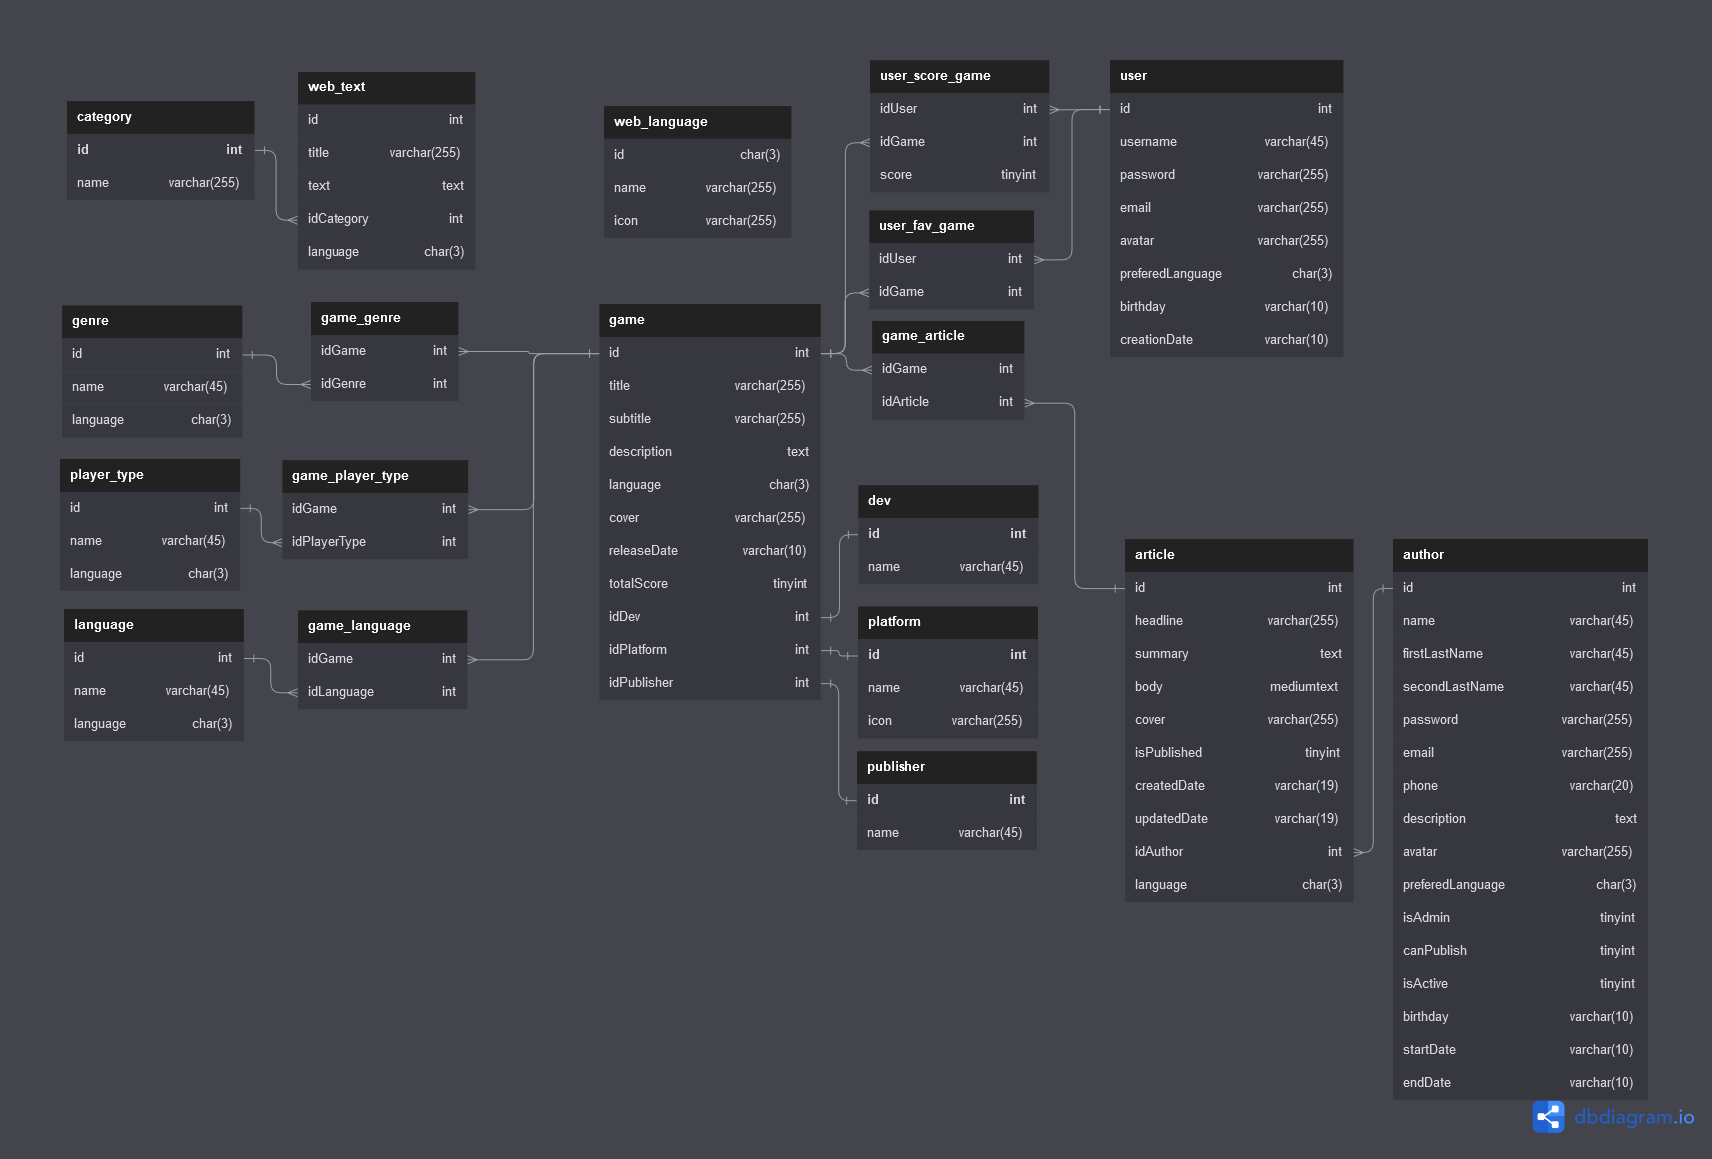 category
id int
name varchar(255)
web_text
id int
title varchar(255)
text text
idCategory int
language char(3)
web_language
id char(3)
name varchar(255)
icon varchar(255)
user_score_game
idUser int
idGame int
score tinyint
user
id int
username varchar(45)
password varchar(255)
email varchar(255)
avatar varchar(255)
preferedLanguage char(3)
birthday varchar(10)
creationDate varchar(10)
user_fav_game
idUser int
idGame int
genre
id int
name varchar(45)
language char(3)
game_genre
idGame int
idGenre int
game
id int
title varchar(255)
subtitle varchar(255)
description text
language char(3)
cover varchar(255)
releaseDate varchar(10)
totalScore tinyint
idDev int
idPlatform int
idPublisher int
game_article
idGame int
idArticle int
player_type
id int
name varchar(45)
language char(3)
game_player_type
idGame int
idPlayerType int
dev
id int
name varchar(45)
language
id int
name varchar(45)
language char(3)
game_language
idGame int
idLanguage int
platform
id int
name varchar(45)
icon varchar(255)
publisher
id int
name varchar(45)
article
id int
headline varchar(255)
summary text
body mediumtext
cover varchar(255)
isPublished tinyint
createdDate varchar(19)
updatedDate varchar(19)
idAuthor int
language char(3)
author
id int
name varchar(45)
firstLastName varchar(45)
secondLastName varchar(45)
password varchar(255)
email varchar(255)
phone varchar(20)
description text
avatar varchar(255)
preferedLanguage char(3)
isAdmin tinyint
canPublish tinyint
isActive tinyint
birthday varchar(10)
startDate varchar(10)
endDate varchar(10)
dbdiagram.io